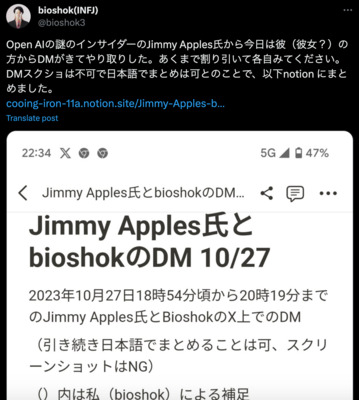 bioshok(INFJ)
@bioshok3
Open AIの謎のインサイダーのJimmy Apples氏から今日は彼（彼女？）の
方からDMがきてやり取りした。あくまで割り引いて各自みてください。
DMスクショは不可で日本語でまとめは可とのことで、以下notion にまと
めました。
cooing-iron-11a.notion.site/Jimmy-Apples-b…
Translate post
22:34 5G 47%
Jimmy Apples氏とbioshokのDM...
Jimmy Apples氏と
bioshokのDM 10/27
2023年10月27日18時54分頃から20時19分まで
のJimmy Apples氏とBioshokのX上でのDM
（引き続き日本語でまとめることは可、スクリ
ーンショットはNG）
（）内は私（bioshok）による補足